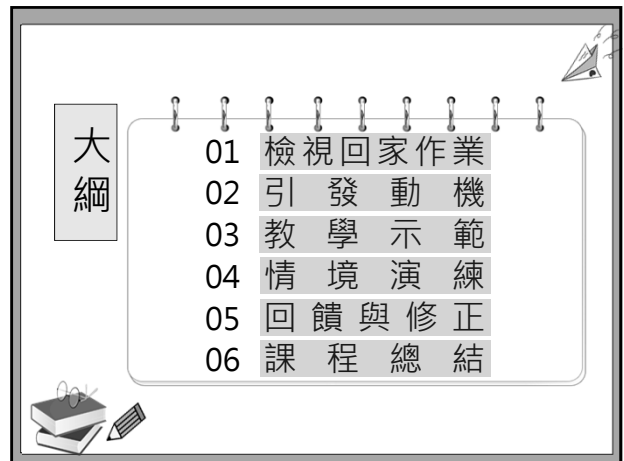 大綱
01 檢視回家作業
02 引發動機
03 教學示範
04 情境演練
05 回饋與修正
06 課程總結